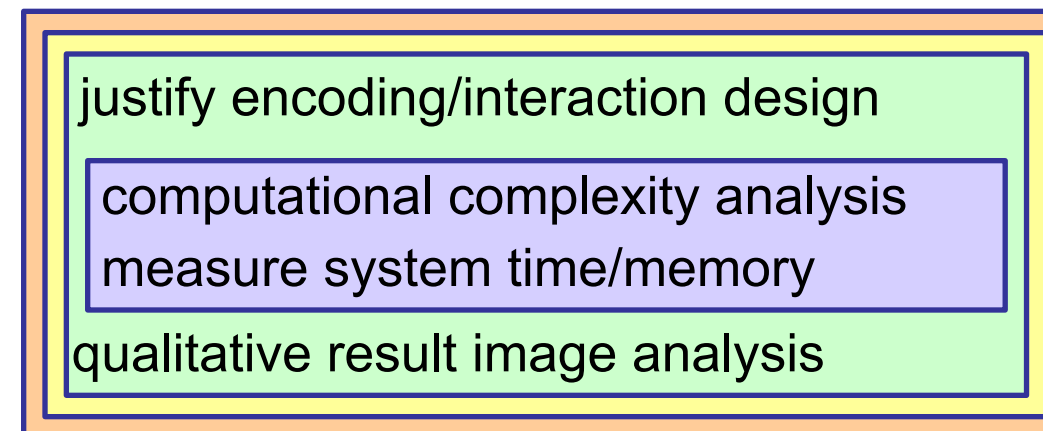 justify encoding/interaction design
computational complexity analysis
measure system time/memory
qualitative result image analysis